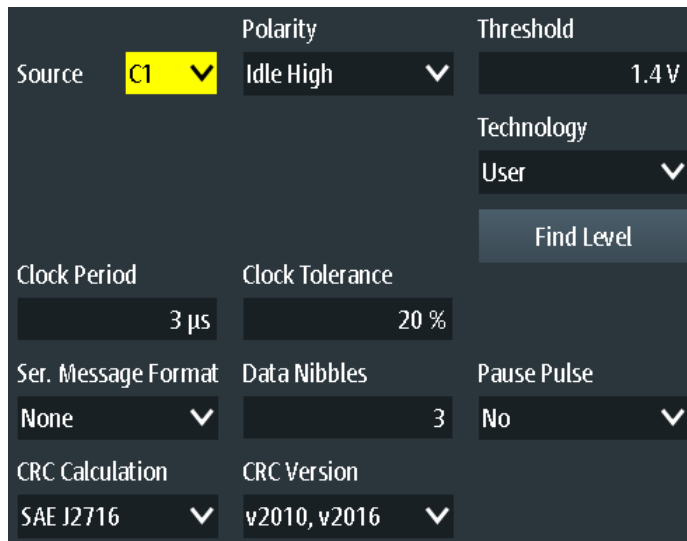 Polarity Threshold
Source C1 Idle High 1.4 V
Technology
User
Find Level
Clock Period Clock Tolerance
3 µs 20 %
Ser. Message Format Data Nibbles Pause Pulse
None 3 No
CRC Calculation CRC Version
SAE J2716 v2010, v2016